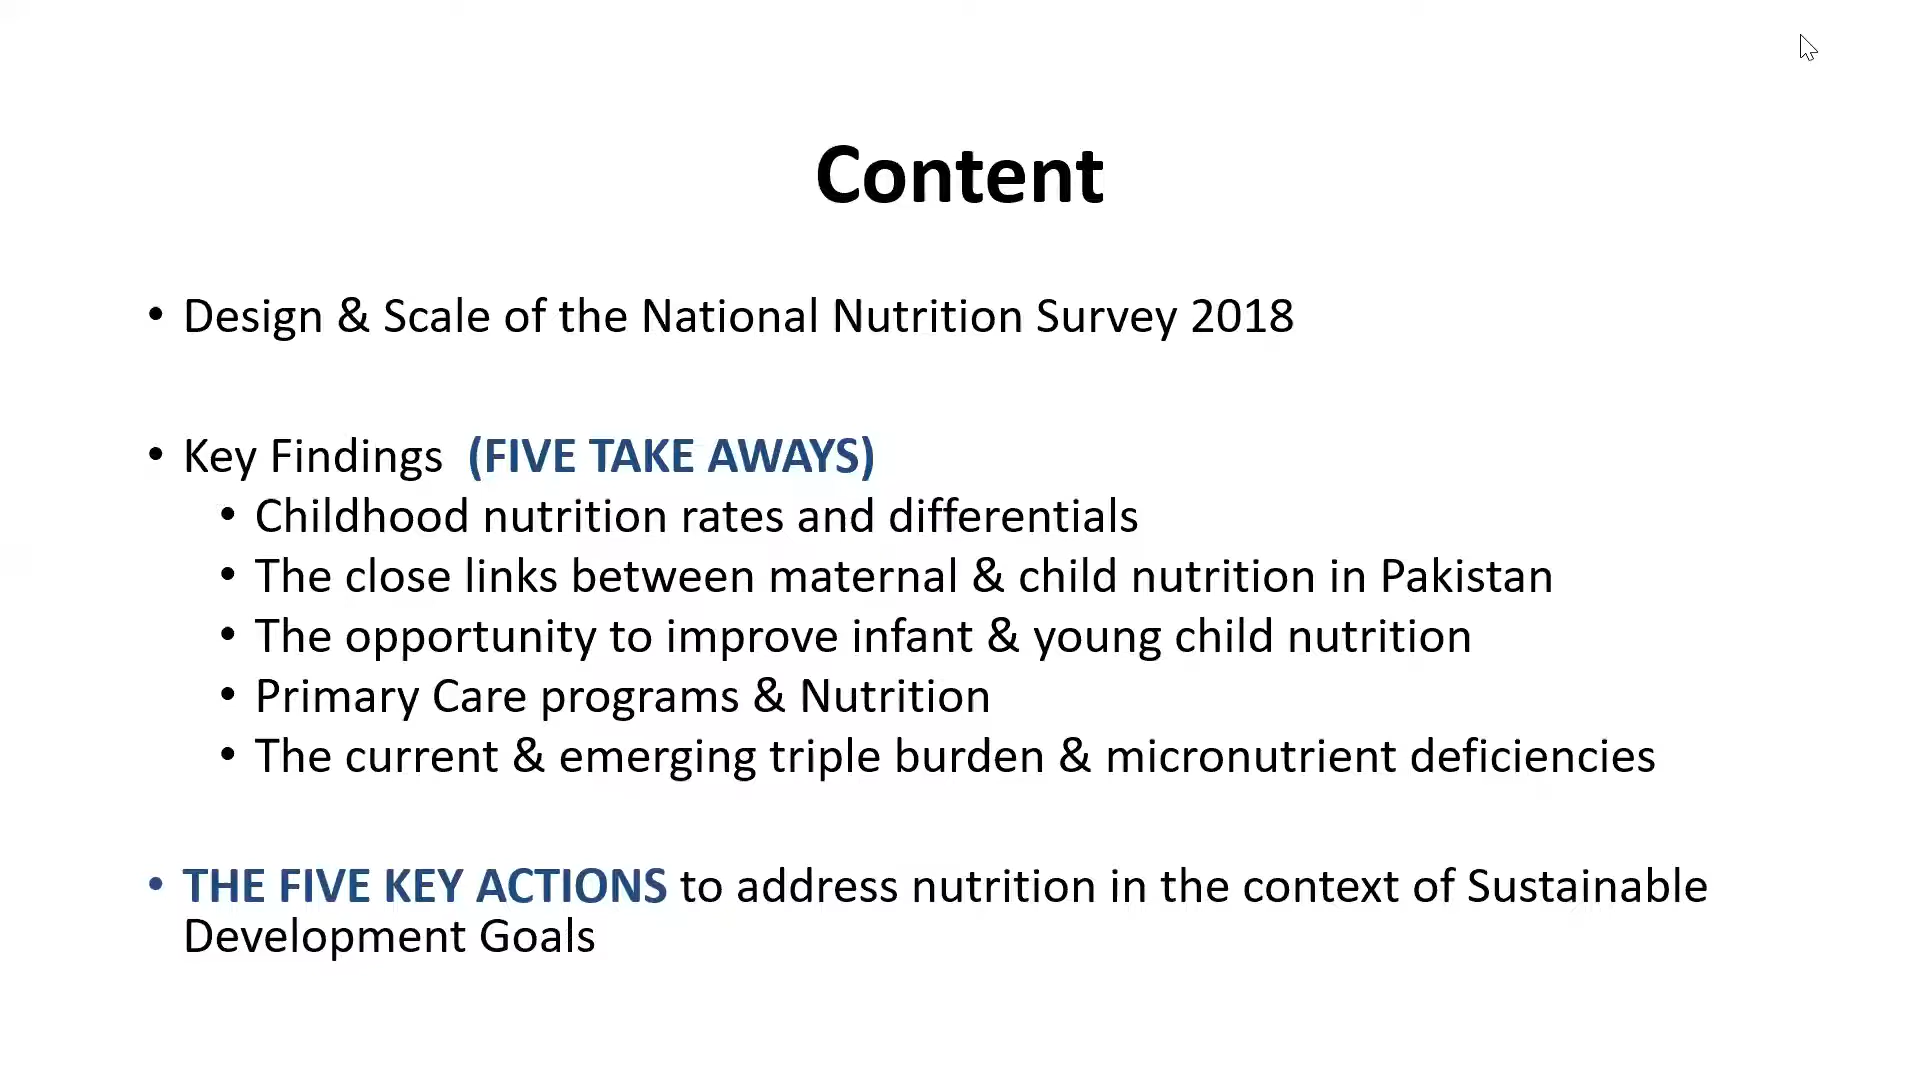 Content
• Design & Scale of the National Nutrition Survey 2018
• Key Findings (FIVE TAKE AWAYS)
• Childhood nutrition rates and differentials
• The close links between maternal & child nutrition in Pakistan
• The opportunity to improve infant & young child nutrition
• Primary Care programs & Nutrition
• The current & emerging triple burden & micronutrient deficiencies
• THE FIVE KEY ACTIONS to address nutrition in the context of Sustainable
Development Goals